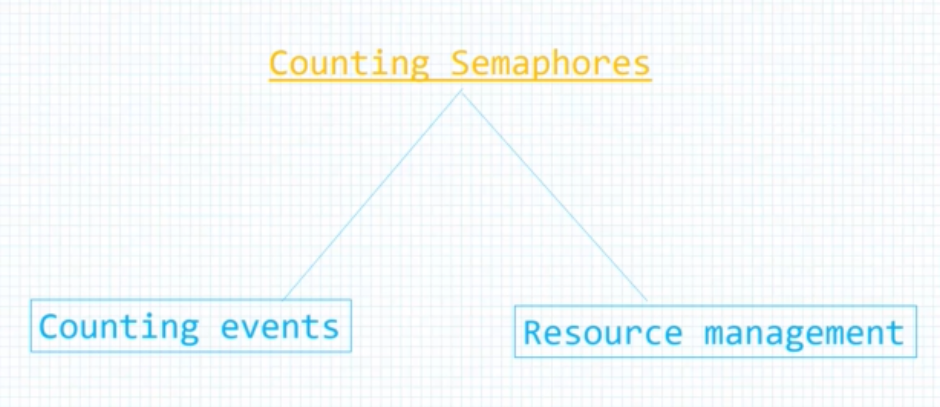 Counting Semaphores
Counting events
Resource management